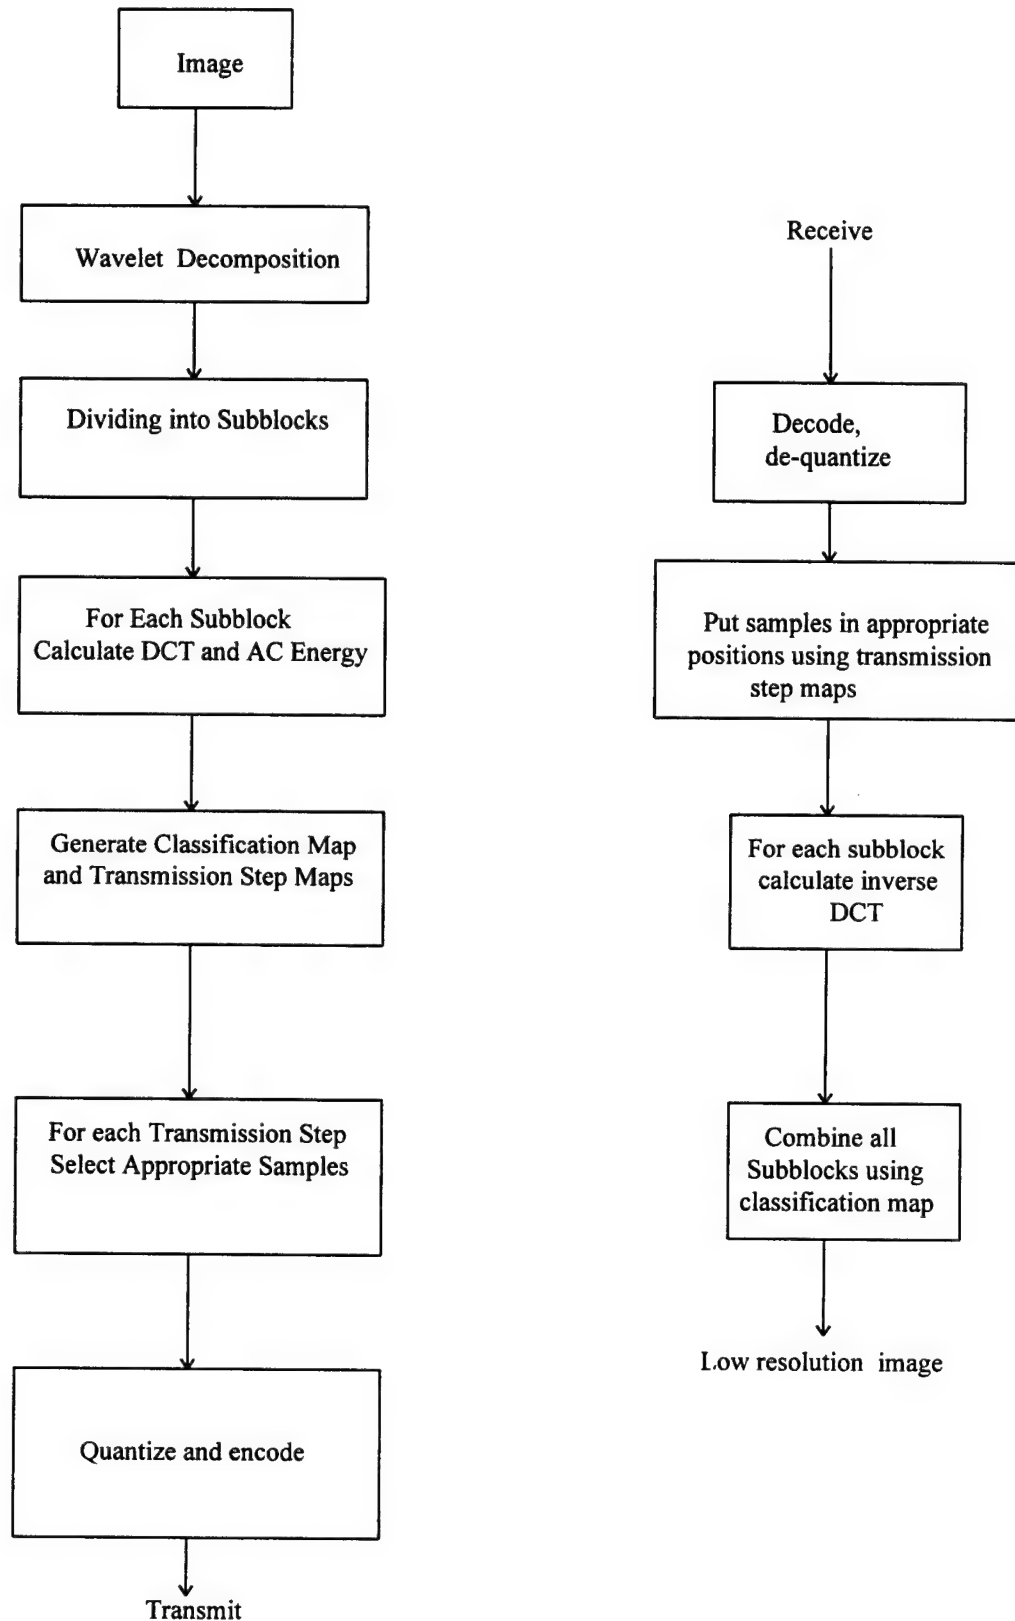 Image
Wavelet Decomposition
Dividing into Subblocks
For Each Subblock
Calculate DCT and AC Energy
Generate Classification Map
and Transmission Step Maps
For each Transmission Step
Select Appropriate Samples
Quantize and encode
Transmit
Receive
Decode,
de-quantize
Put samples in appropriate
positions using transmission
step maps
For each subblock
calculate inverse
DCT
Combine all
Subblocks using
classification map
Low resolution image